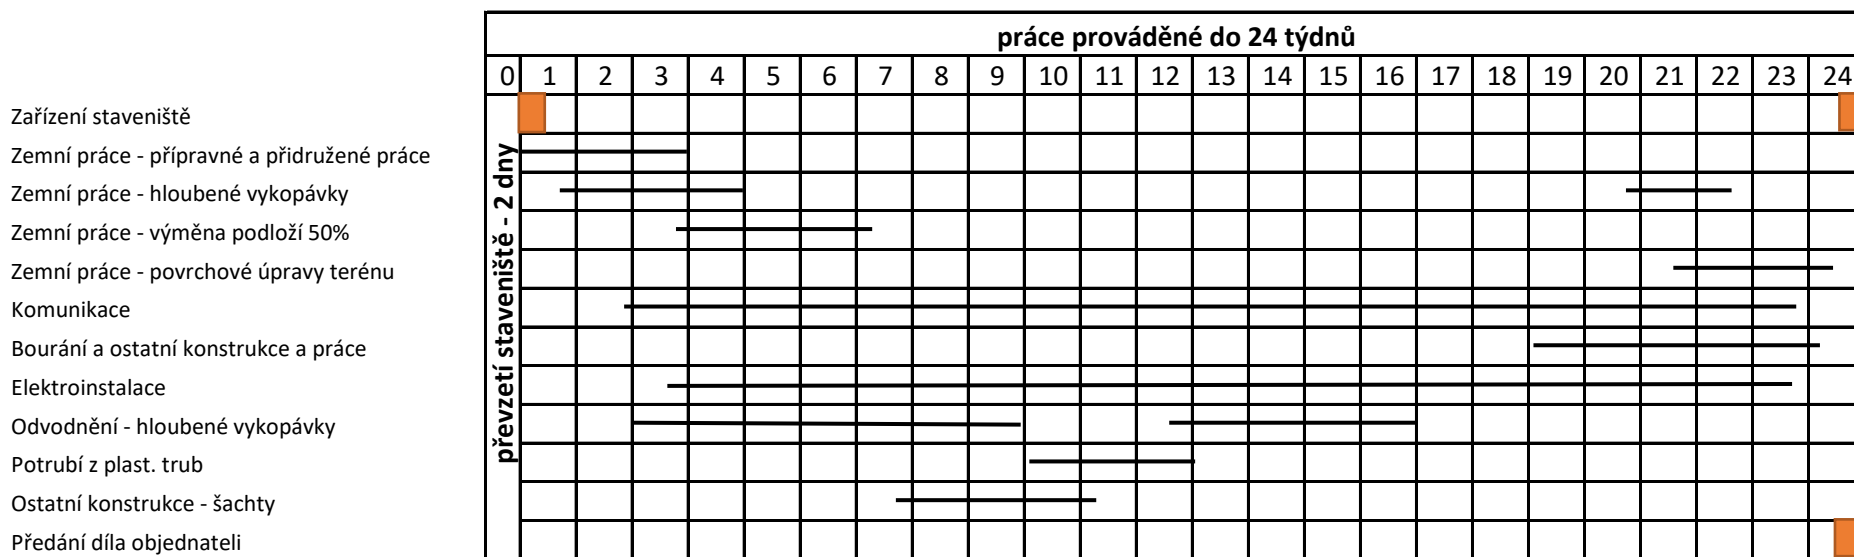 práce prováděné do 24 týdnů
0 1 2 3 4 5 6 7 8 9 10 11 12 13 14 15 16 17 18 19 20 21 22 23 24
převzetí staveniště - 2 dny
Zařízení staveniště
Zemní práce - přípravné a přidružené práce
Zemní práce - hloubené vykopávky
Zemní práce - výměna podloží 50%
Zemní práce - povrchové úpravy terénu
Komunikace
Bourání a ostatní konstrukce a práce
Elektroinstalace
Odvodnění - hloubené vykopávky
Potrubí z plast. trub
Ostatní konstrukce - šachty
Předání díla objednateli